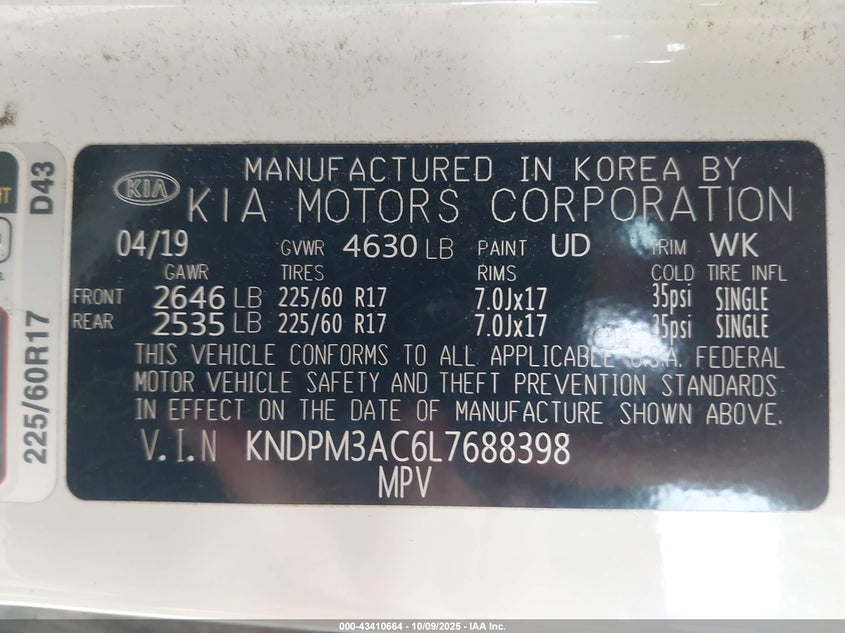 MANUFACTURED IN KOREA BY
KIA KIA MOTORS CORPORATION
04/19 GVWR 4630 LB PAINT UD TRIM WK
GAWR TIRES RIMS COLD TIRE INFL
FRONT 2646 LB 225/60 R17 7.0Jx17 35psi SINGLE
REAR 2535 LB 225/60 R17 7.0Jx17 35psi SINGLE
THIS VEHICLE CONFORMS TO ALL APPLICABLE U.S.A. FEDERAL
MOTOR VEHICLE SAFETY AND THEFT PREVENTION STANDARDS
IN EFFECT ON THE DATE OF MANUFACTURE SHOWN ABOVE.
V.I.N KNDPM3AC6L7688398
MPV
225/60R17 D43
000-43410664 - 10/09/2025 - IAA Inc.